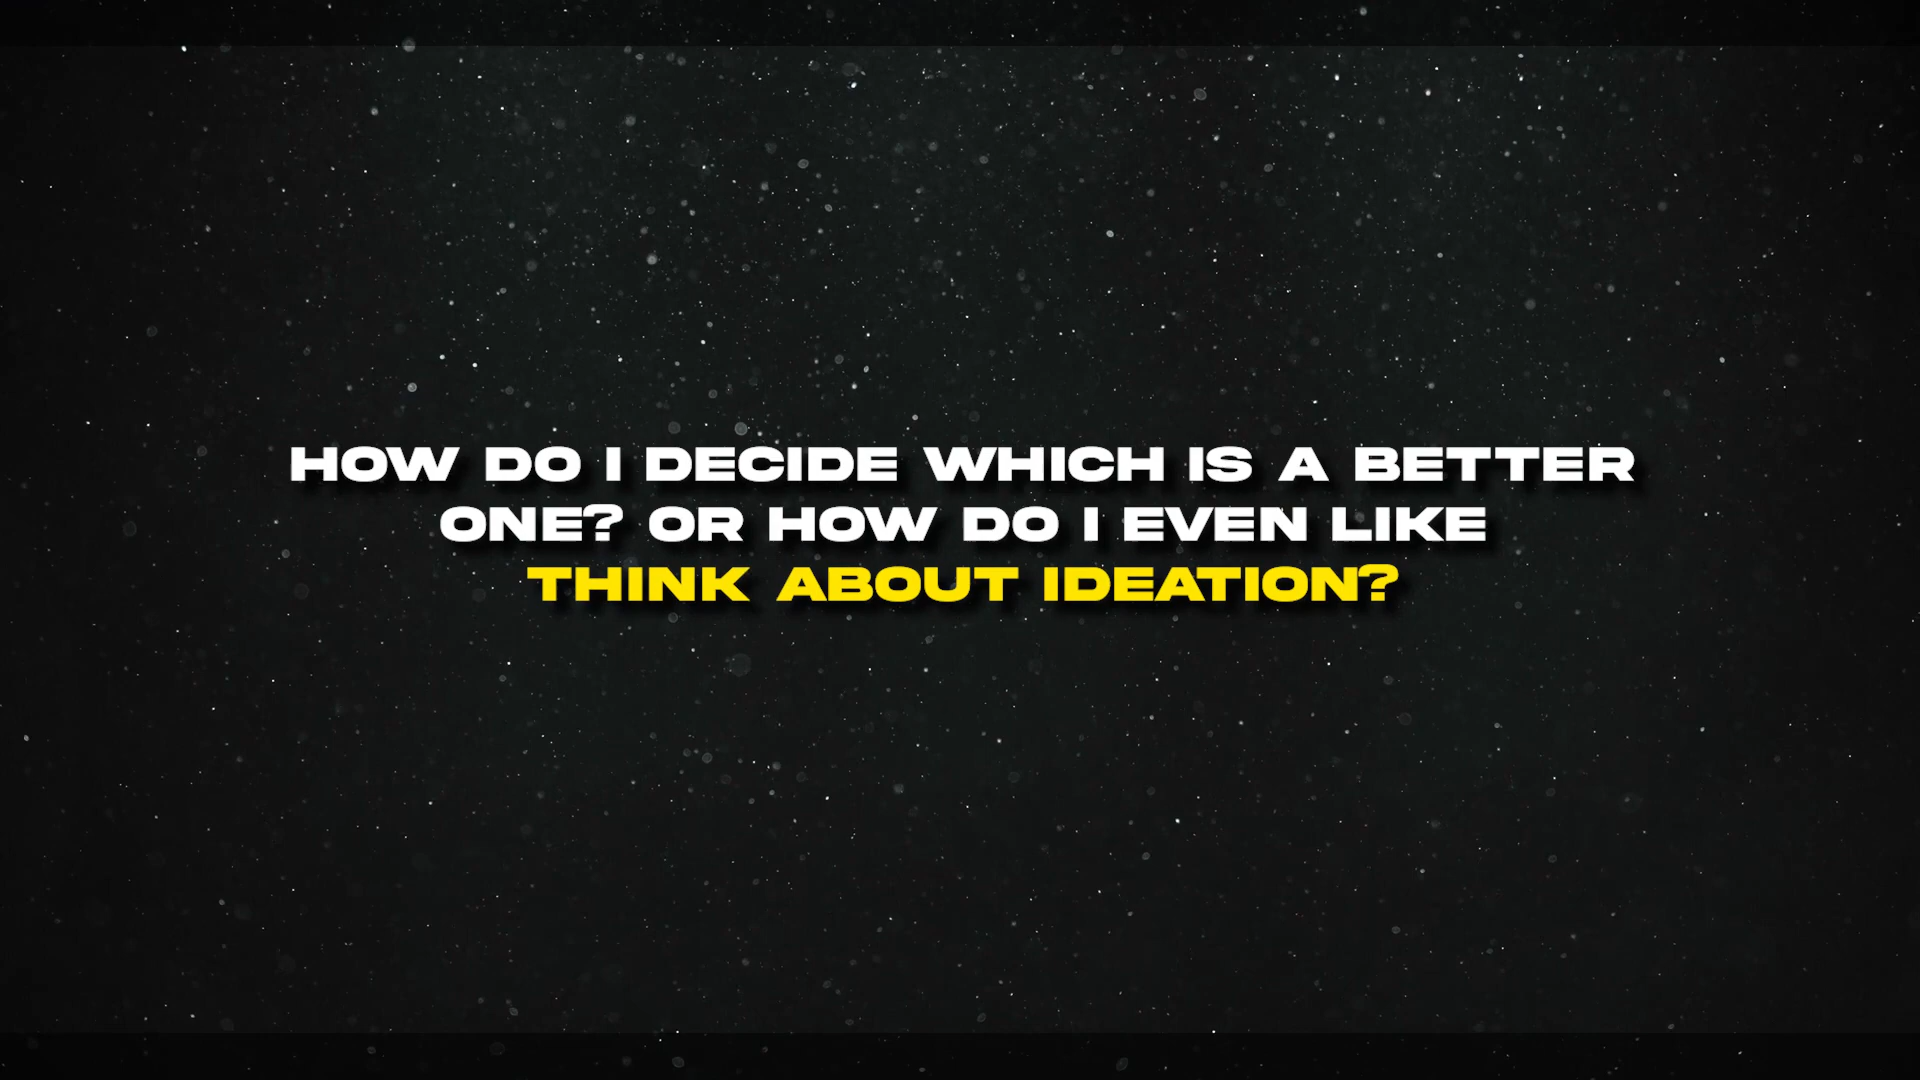 HOW DO I DECIDE WHICH IS A BETTER
ONE? OR HOW DO I EVEN LIKE
THINK ABOUT IDEATION?